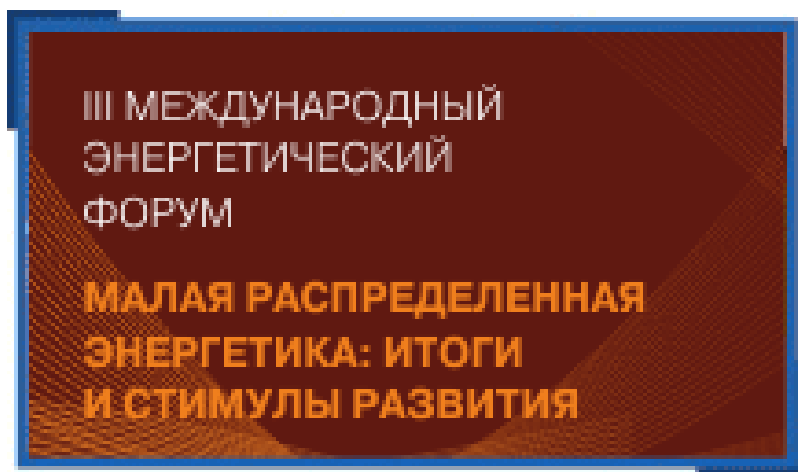 III МЕЖДУНАРОДНЫЙ
ЭНЕРГЕТИЧЕСКИЙ
ФОРУМ
МАЛАЯ РАСПРЕДЕЛЕННАЯ
ЭНЕРГЕТИКА: ИТОГИ
И СТИМУЛЫ РАЗВИТИЯ